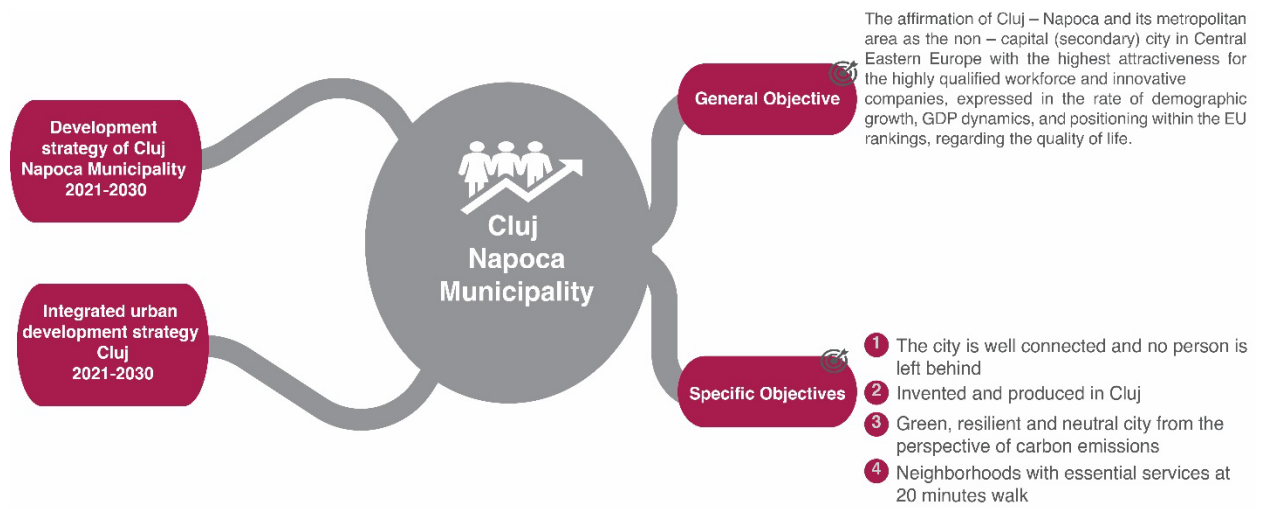 Development
strategy of Cluj
Napoca Municipality
2021-2030
Integrated urban
development strategy
Cluj
2021-2030
Cluj
Napoca
Municipality
General Objective
The affirmation of Cluj – Napoca and its metropolitan
area as the non – capital (secondary) city in Central
Eastern Europe with the highest attractiveness for
the highly qualified workforce and innovative
companies, expressed in the rate of demographic
growth, GDP dynamics, and positioning within the EU
rankings, regarding the quality of life.
Specific Objectives
1 The city is well connected and no person is
left behind
2 Invented and produced in Cluj
3 Green, resilient and neutral city from the
perspective of carbon emissions
4 Neighborhoods with essential services at
20 minutes walk